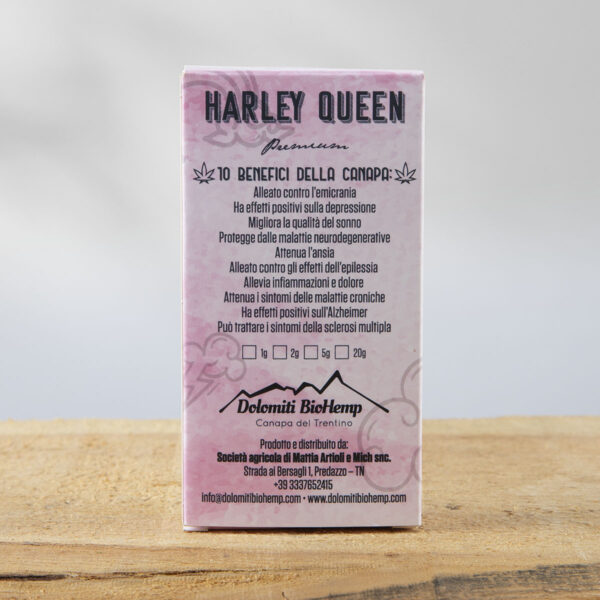 HARLEY QUEEN
Premium
10 BENEFICI DELLA CANAPA:
Alleato contro l'emicrania
Ha effetti positivi sulla depressione
Migliora la qualità del sonno
Protegge dalle malattie neurodegenerative
Attenua l'ansia
Alleato contro gli effetti dell'epilessia
Allevia infiammazioni e dolore
Attenua i sintomi delle malattie croniche
Ha effetti positivi sull'Alzheimer
Può trattare i sintomi della sclerosi multipla
1g 2g 5g 20g
Dolomiti BioHemp
Canapa del Trentino
Prodotto e distribuito da:
Società agricola di Mattia Artioli e Mich snc.
Strada al Bersagli 1, Predazzo – TN
+39 3337652415
info@dolomitibiohemp.com • www.dolomitibiohemp.com